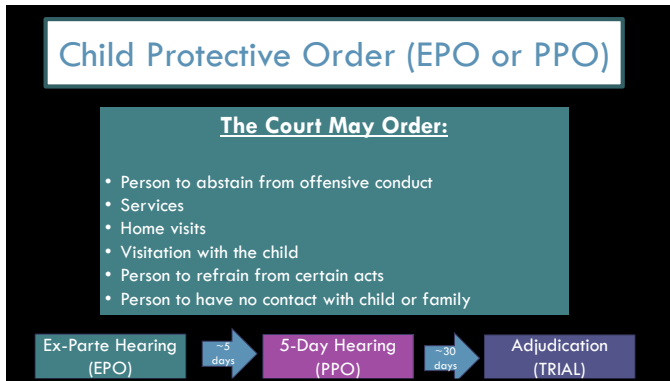 Child Protective Order (EPO or PPO)
The Court May Order:
• Person to abstain from offensive conduct
• Services
• Home visits
• Visitation with the child
• Person to refrain from certain acts
• Person to have no contact with child or family
Ex-Parte Hearing
(EPO)
~5
days
5-Day Hearing
(PPO)
~30
days
Adjudication
(TRIAL)